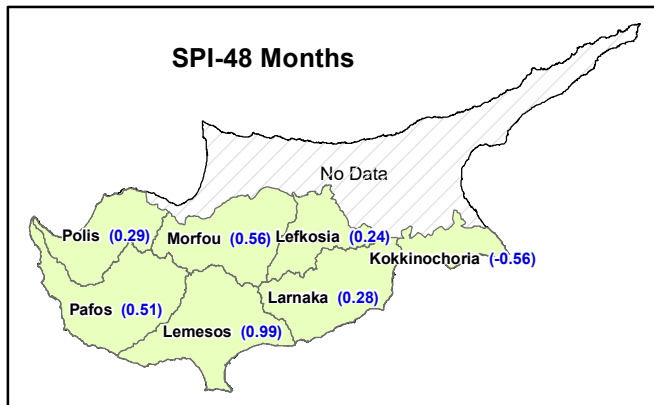 SPI-48 Months
No Data
Polis (0.29)
Morfou (0.56)
Lefkosia (0.24)
Kokkinochoria (-0.56)
Pafos (0.51)
Larnaka (0.28)
Lemesos (0.99)